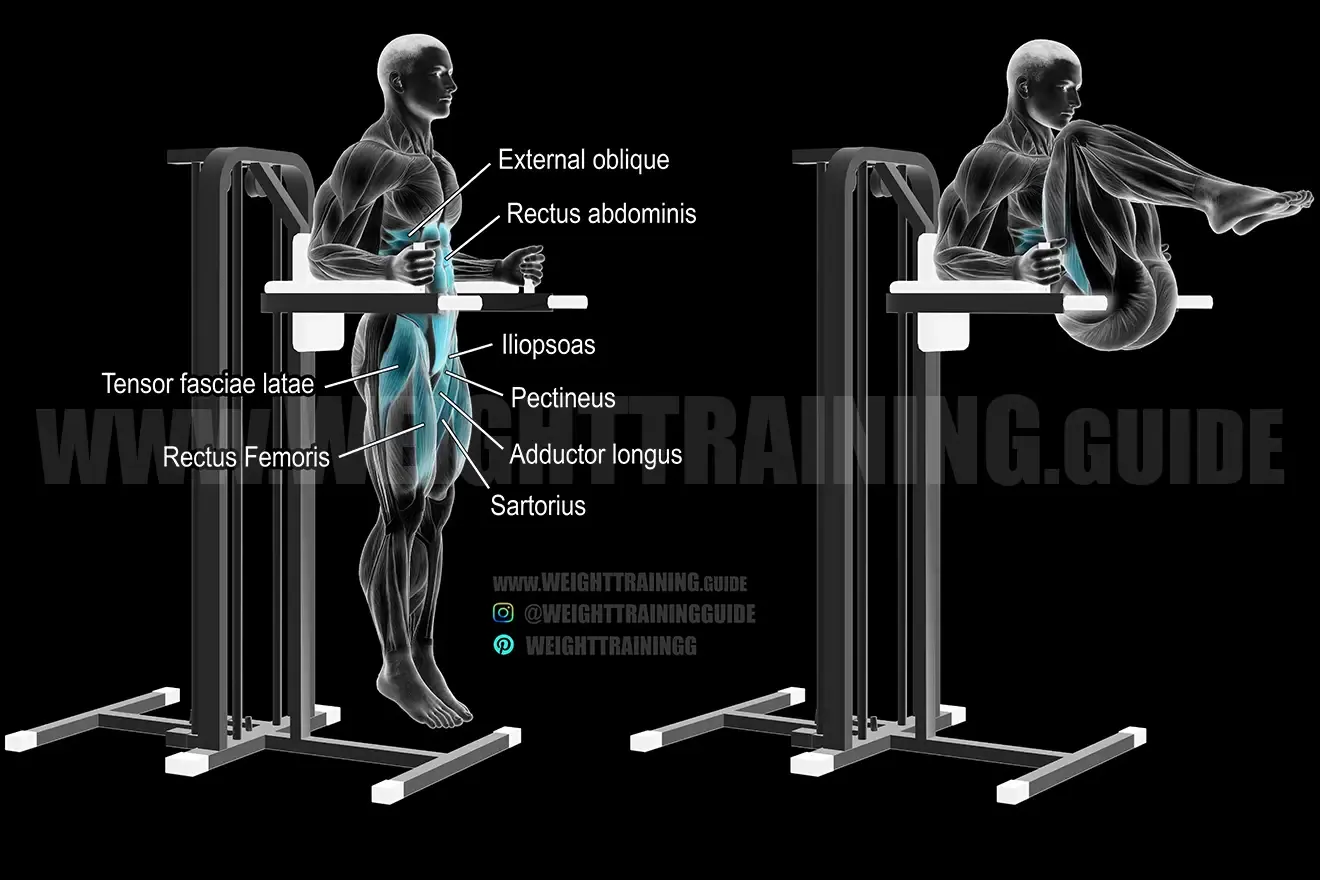 External oblique
Rectus abdominis
Iliopsoas
Tensor fasciae latae
Pectineus
WWW.WEIGHTTRAINING.GUIDE
Rectus Femoris
Adductor longus
Sartorius
WWW.WEIGHTTRAINING.GUIDE
@WEIGHTTRAININGGUIDE
WEIGHTTRAININGG